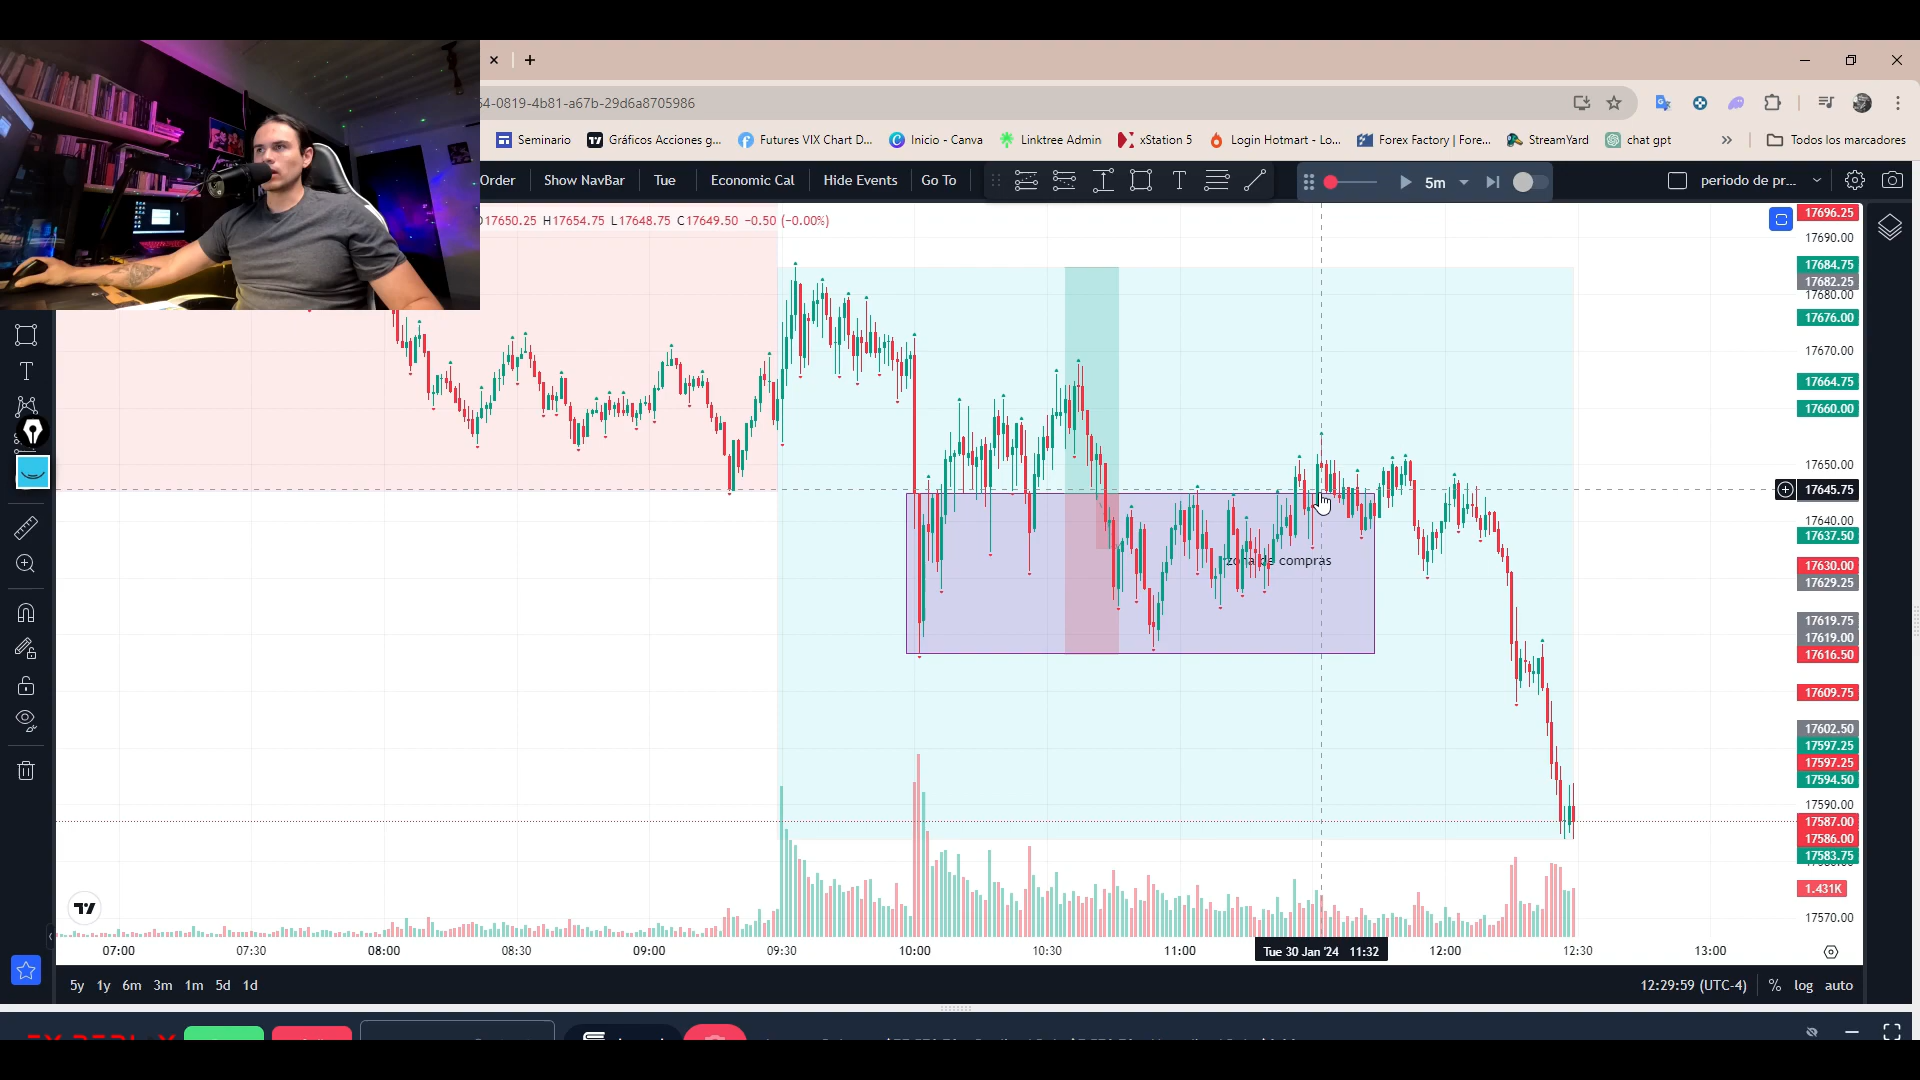 64-0819-4b81-a67b-29d6a8705986
Seminario
Gráficos Acciones g...
Futures VIX Chart D...
Inicio - Canva
Linktree Admin
xStation 5
Login Hotmart - Lo...
Forex Factory | Fore...
StreamYard
chat gpt
Todos los marcadores
Order
Show NavBar
Tue
Economic Cal
Hide Events
Go To
5m
periodo de pr...
17650.25 H17654.75 L17648.75 C17649.50 −0.50 (−0.00%)
17696.25
17690.00
17684.75
17682.25
17680.00
17676.00
17670.00
17664.75
17660.00
17650.00
17645.75
17640.00
17637.50
17630.00
17629.25
17619.75
17619.00
17616.50
17609.75
17602.50
17597.25
17597.25
17594.50
17590.00
17587.00
17586.00
17583.75
1.431K
17570.00
zona de compras
07:00
07:30
08:00
08:30
09:00
09:30
10:00
10:30
11:00
Tue 30 Jan '24 11:32
12:00
12:30
13:00
5y
1y
6m
3m
1m
5d
1d
12:29:59 (UTC-4)
%
log
auto